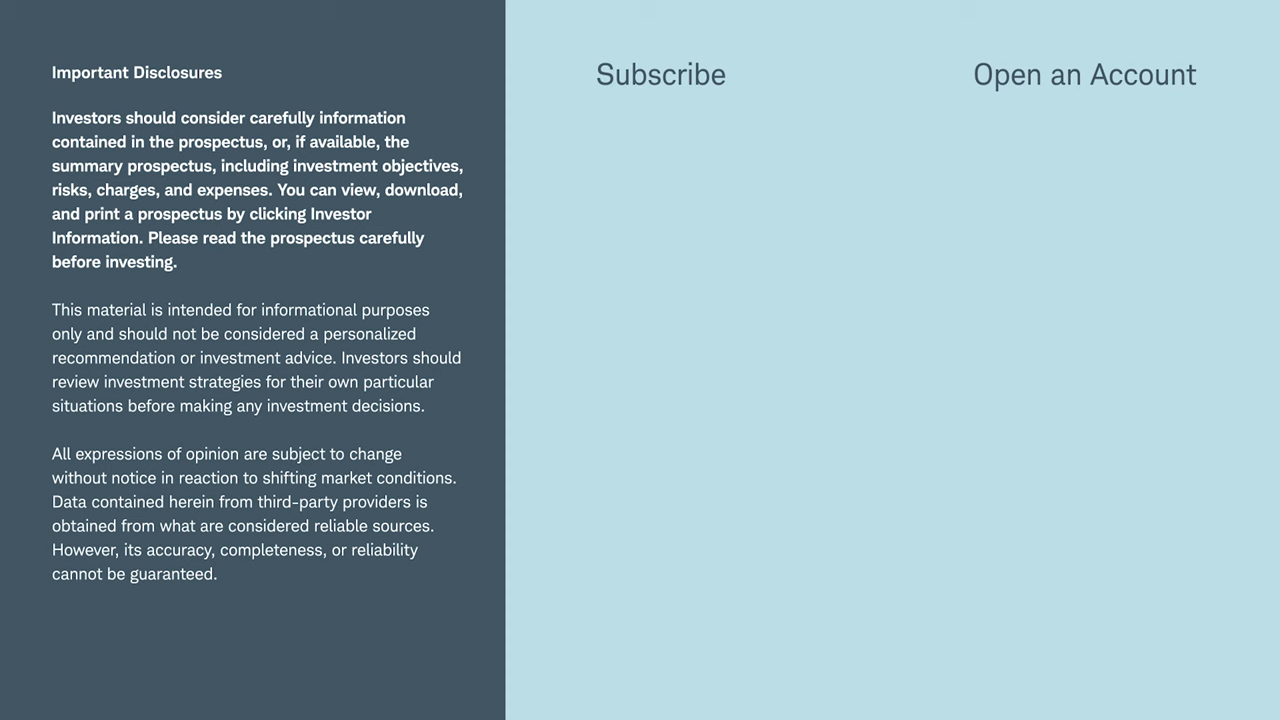 Important Disclosures
Investors should consider carefully information
contained in the prospectus, or, if available, the
summary prospectus, including investment objectives,
risks, charges, and expenses. You can view, download,
and print a prospectus by clicking Investor
Information. Please read the prospectus carefully
before investing.
This material is intended for informational purposes
only and should not be considered a personalized
recommendation or investment advice. Investors should
review investment strategies for their own particular
situations before making any investment decisions.
All expressions of opinion are subject to change
without notice in reaction to shifting market conditions.
Data contained herein from third-party providers is
obtained from what are considered reliable sources.
However, its accuracy, completeness, or reliability
cannot be guaranteed.
Subscribe
Open an Account